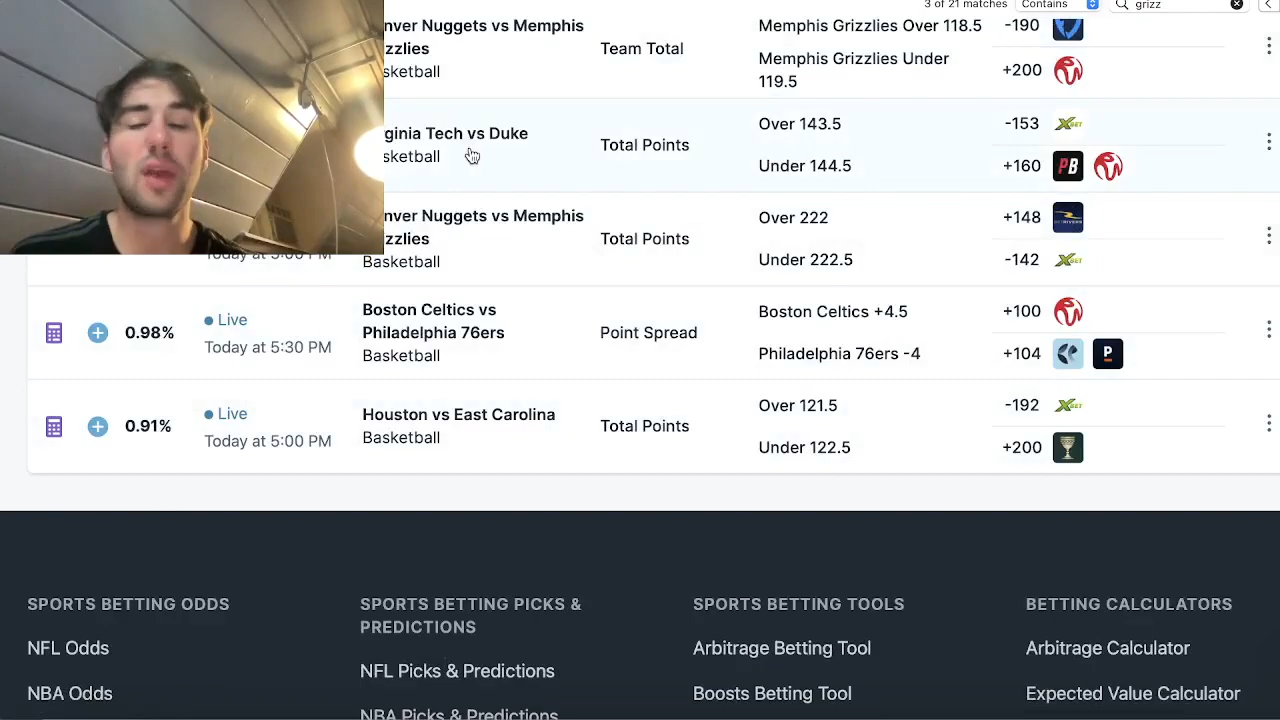 3 of 21 matches
Contains
grizz
nver Nuggets vs Memphis
zzlies
sketball
Team Total
Memphis Grizzlies Over 118.5
-190
Memphis Grizzlies Under
119.5
+200
ginia Tech vs Duke
sketball
Total Points
Over 143.5
-153
XBET
Under 144.5
+160
PB
nver Nuggets vs Memphis
zzlies
Basketball
Today at 5:00 PM
Total Points
Over 222
+148
BETRIVERS
Under 222.5
-142
XBET
0.98%
Live
Today at 5:30 PM
Boston Celtics vs
Philadelphia 76ers
Basketball
Point Spread
Boston Celtics +4.5
+100
Philadelphia 76ers -4
+104
P
0.91%
Live
Today at 5:00 PM
Houston vs East Carolina
Basketball
Total Points
Over 121.5
-192
XBET
Under 122.5
+200
SPORTS BETTING ODDS
NFL Odds
NBA Odds
SPORTS BETTING PICKS &
PREDICTIONS
NFL Picks & Predictions
NBA Picks & Predictions
SPORTS BETTING TOOLS
Arbitrage Betting Tool
Boosts Betting Tool
BETTING CALCULATORS
Arbitrage Calculator
Expected Value Calculator